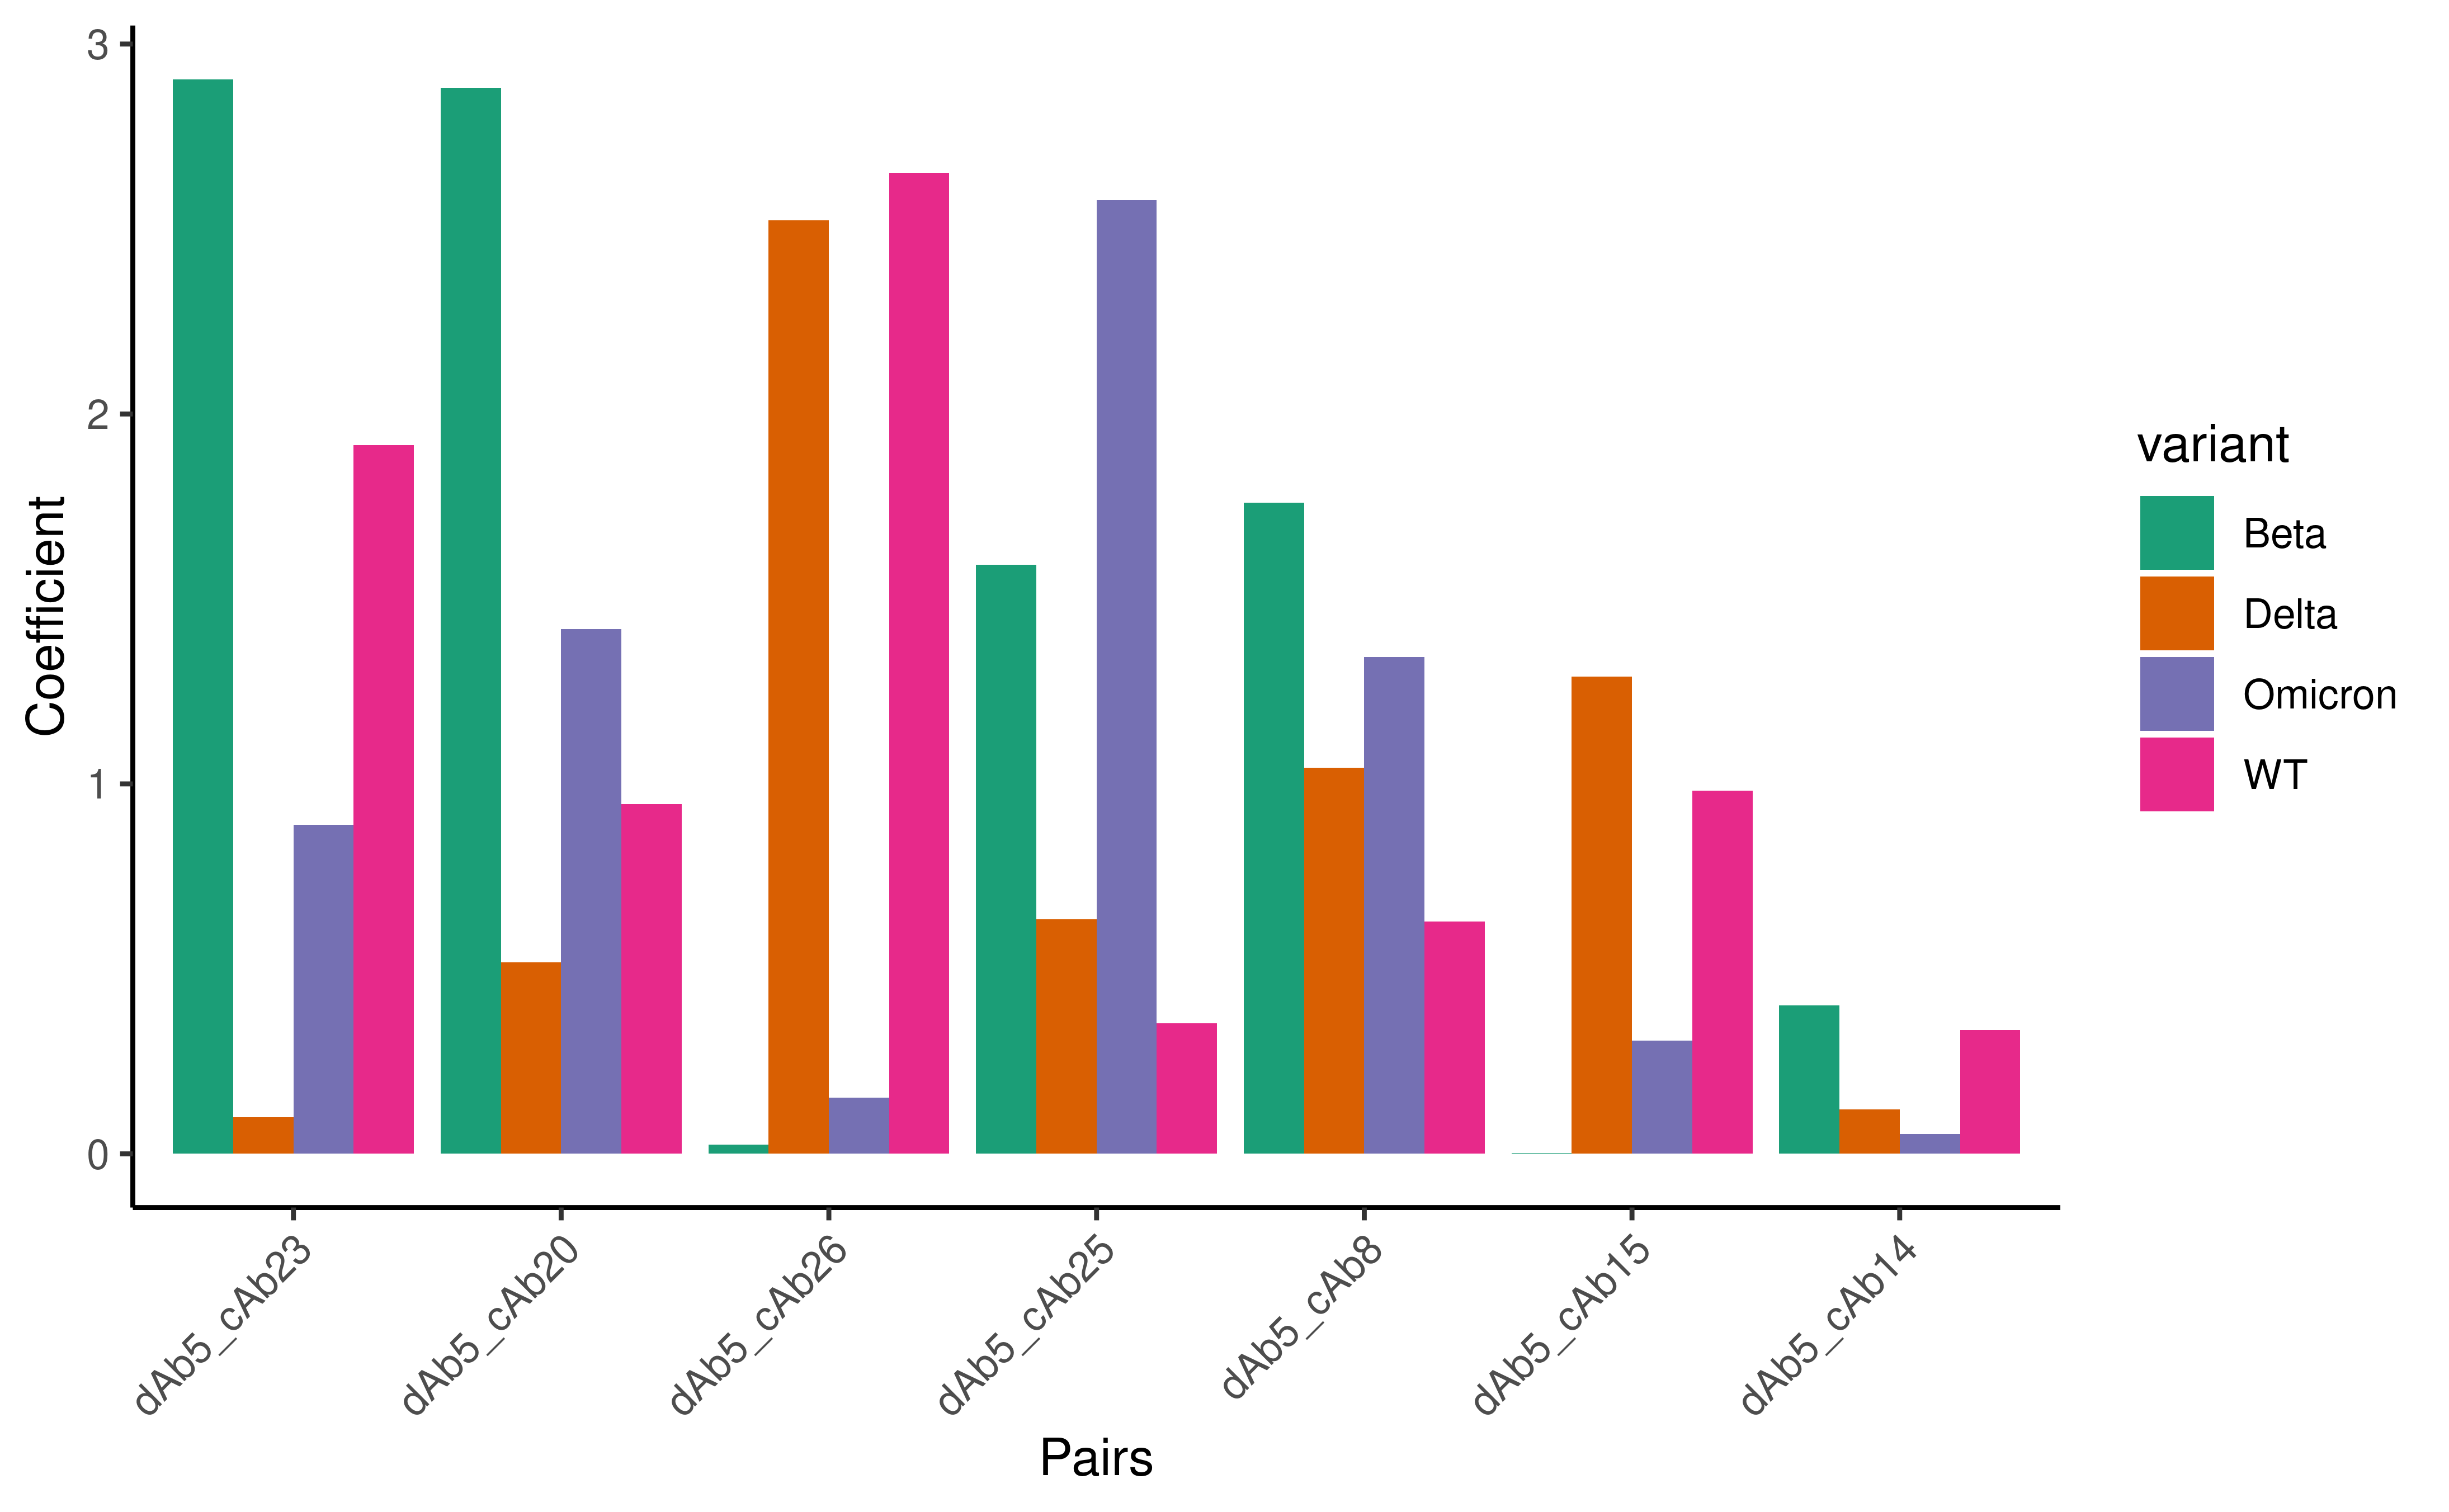 3
2
1
0
Coefficient
dAb5_cAb23
dAb5_cAb20
dAb5_cAb26
dAb5_cAb25
dAb5_cAb8
dAb5_cAb15
dAb5_cAb14
Pairs
variant
Beta
Delta
Omicron
WT